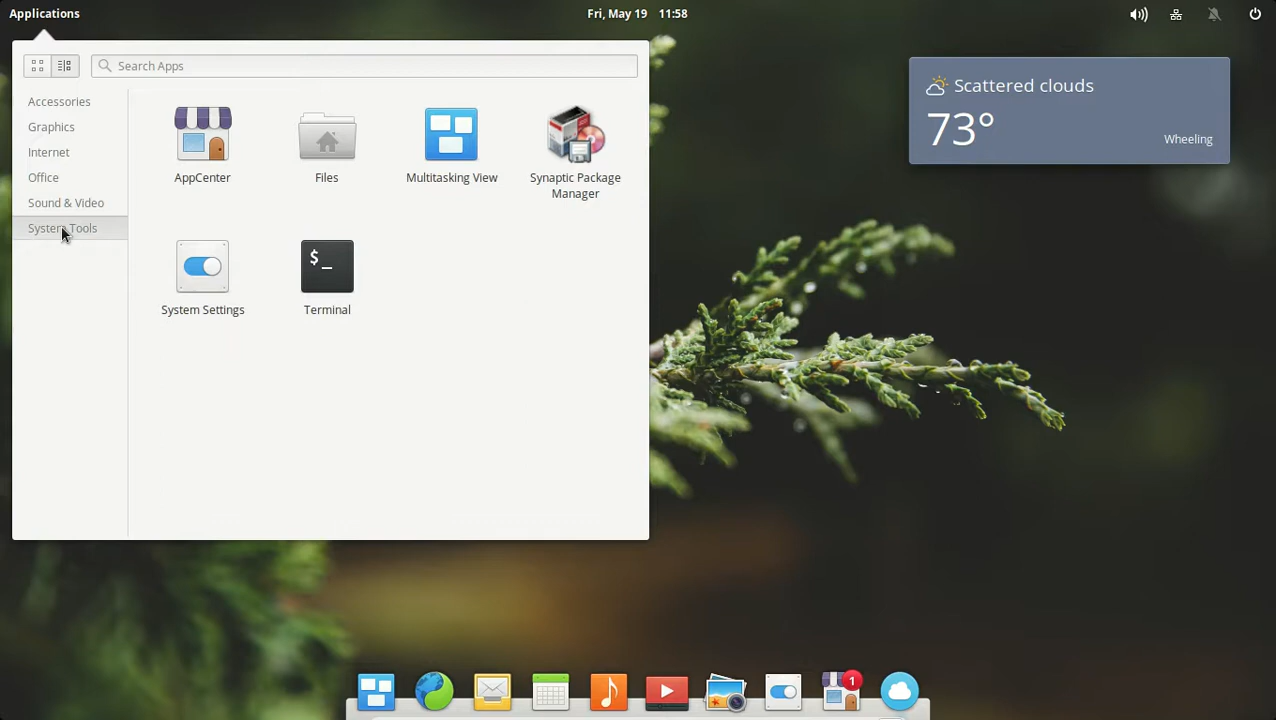 Applications
Fri, May 19 11:58
Search Apps
Accessories
Graphics
Internet
Office
Sound & Video
System Tools
AppCenter
Files
Multitasking View
Synaptic Package
Manager
$_
System Settings
Terminal
Scattered clouds
73°
Wheeling
1